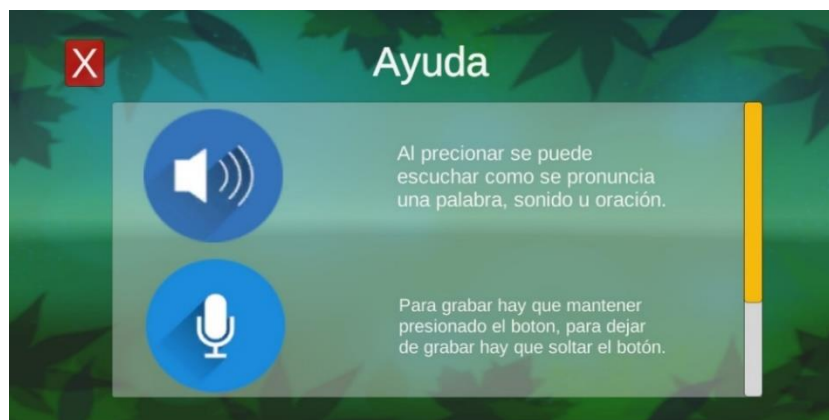 X
Ayuda
Al precionar se puede
escuchar como se pronuncia
una palabra, sonido u oración.
Para grabar hay que mantener
presionado el boton, para dejar
de grabar hay que soltar el botón.